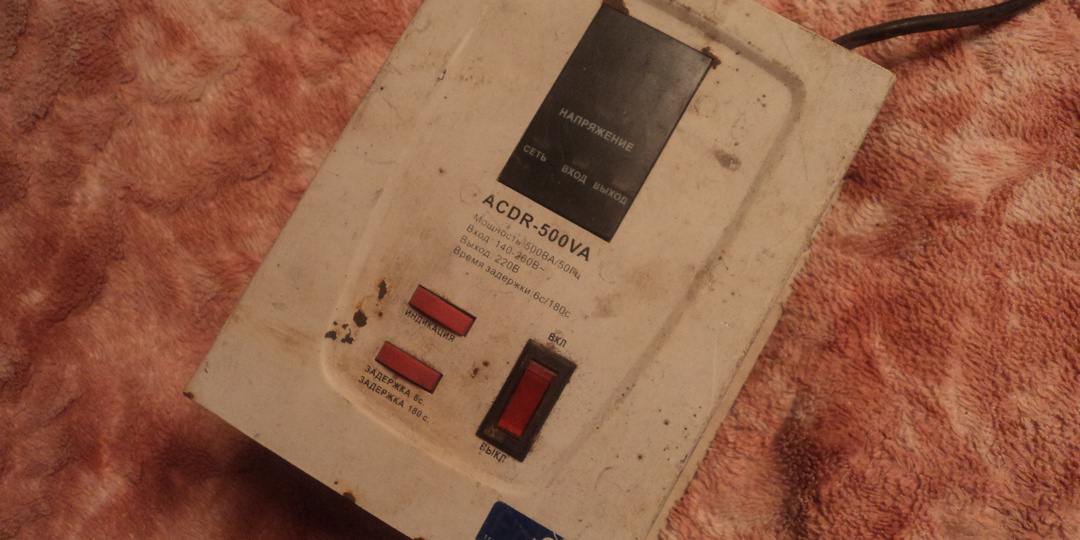 НАПРЯЖЕНИЕ
СЕТЬ ВХОД ВЫХОД
ACDR-500VA
Мощность 500ВА/50Гц
Вход: 140-260В~
Выход: 220В
Время задержки 6с/180с
ИНДИКАЦИЯ
ВКЛ
ЗАДЕРЖКА 6с.
ЗАДЕРЖКА 180 с.
ВЫКЛ